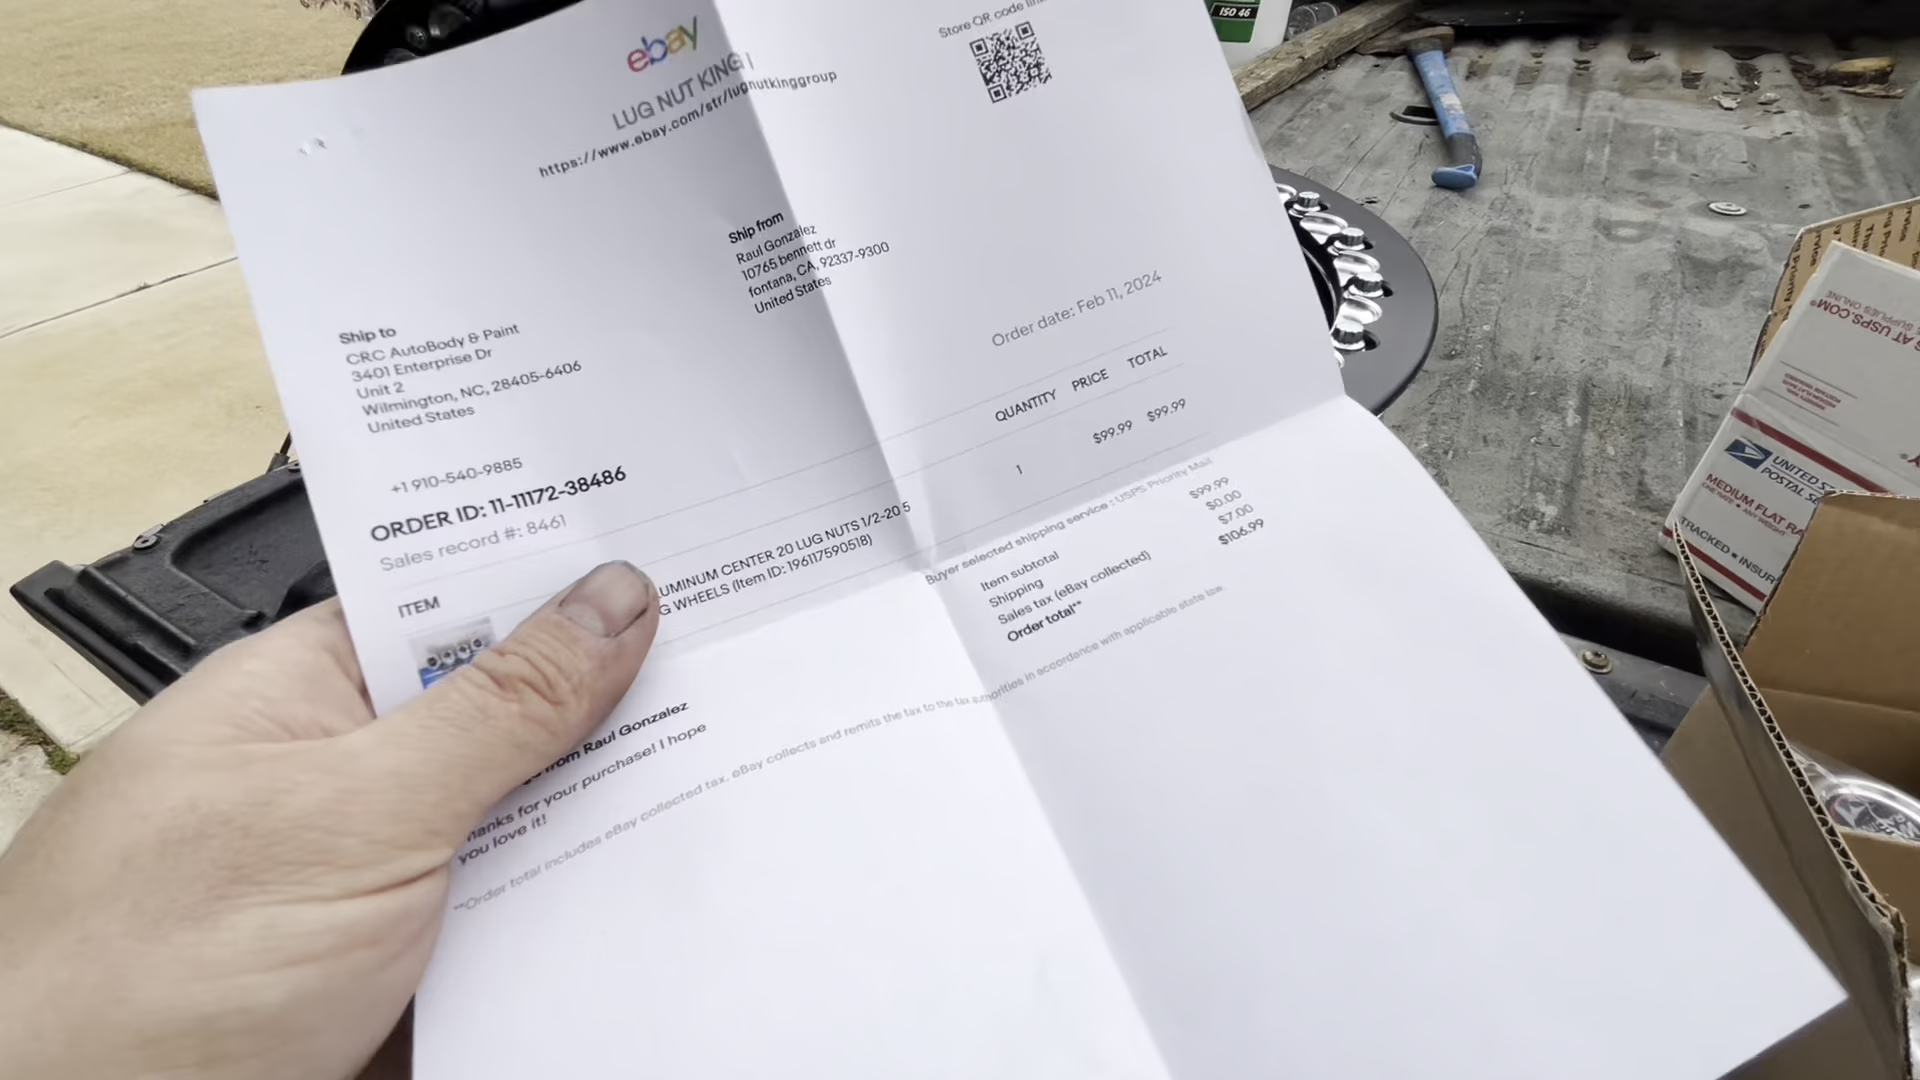 ebay
Store QR code
LUG NUT KING |
https://www.ebay.com/str/lugnutkinggroup
Ship from
Raul Gonzalez
10765 bennett dr
fontana, CA, 92337-9300
United States
Ship to
CRC AutoBody & Paint
3401 Enterprise Dr
Unit 2
Wilmington, NC, 28405-6406
United States
+1 910-540-9885
Order date: Feb 11, 2024
ORDER ID: 11-11172-38486
Sales record #: 8461
ITEM
QUANTITY PRICE TOTAL
UMINUM CENTER 20 LUG NUTS 1/2-20 5
G WHEELS (Item ID: 196117590518)
1 $99.99 $99.99
Buyer selected shipping service : USPS Priority Mail
Item subtotal $99.99
Shipping $0.00
Sales tax (eBay collected) $7.00
Order total** $106.99
from Raul Gonzalez
hanks for your purchase! I hope
you love it!
**Order total includes eBay collected tax. eBay collects and remits the tax to the tax authorities in accordance with applicable state law.
ISO 46
AT USPS.COM®
SUPPLIES ONLINE
UNITED
POSTAL
MEDIUM FLAT RA
ONE RATE ANY WEIGHT
TRACKED INSUR